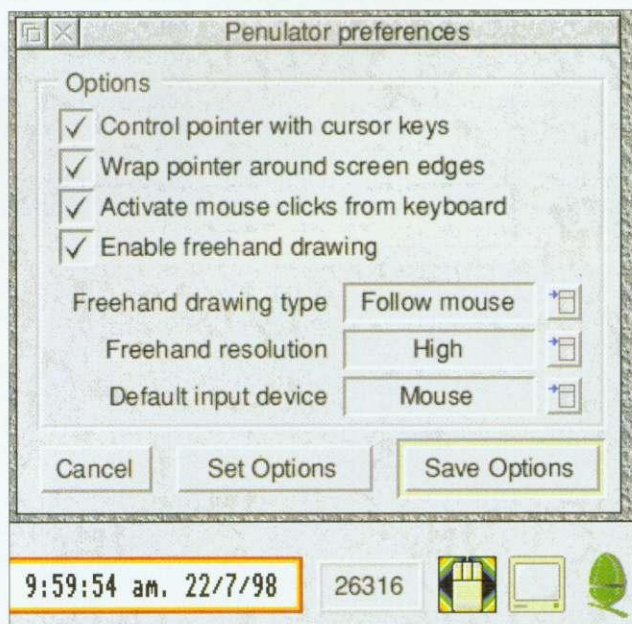 Penulator preferences
Options
Control pointer with cursor keys
Wrap pointer around screen edges
Activate mouse clicks from keyboard
Enable freehand drawing
Freehand drawing type Follow mouse
Freehand resolution High
Default input device Mouse
Cancel Set Options Save Options
9:59:54 am. 22/7/98 26316